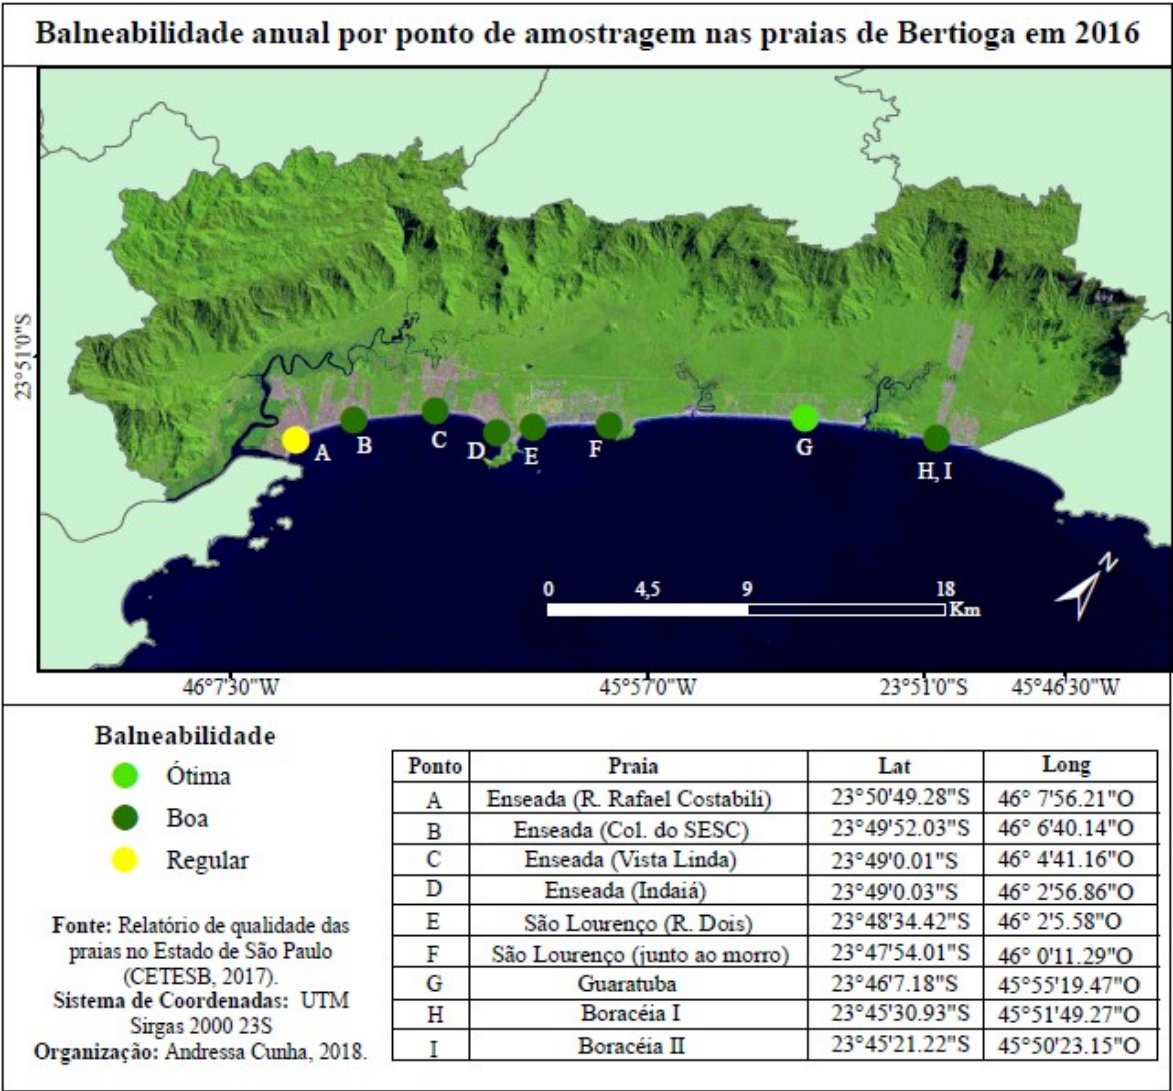 Balneabilidade anual por ponto de amostragem nas praias de Bertioga em 2016
23°51'0"S
A
B
C
D
E
F
G
H, I
0 4,5 9 18
Km
N
46°7'30"W 45°57'0"W 23°51'0"S 45°46'30"W
Balneabilidade
Ótima
Boa
Regular
Fonte: Relatório de qualidade das
praias no Estado de São Paulo
(CETESB, 2017).
Sistema de Coordenadas: UTM
Sirgas 2000 23S
Organização: Andressa Cunha, 2018.
Ponto Praia Lat Long
A Enseada (R. Rafael Costabili) 23°50'49.28"S 46° 7'56.21"O
B Enseada (Col. do SESC) 23°49'52.03"S 46° 6'40.14"O
C Enseada (Vista Linda) 23°49'0.01"S 46° 4'41.16"O
D Enseada (Indaiá) 23°49'0.03"S 46° 2'56.86"O
E São Lourenço (R. Dois) 23°48'34.42"S 46° 2'5.58"O
F São Lourenço (junto ao morro) 23°47'54.01"S 46° 0'11.29"O
G Guaratuba 23°46'7.18"S 45°55'19.47"O
H Boracéia I 23°45'30.93"S 45°51'49.27"O
I Boracéia II 23°45'21.22"S 45°50'23.15"O